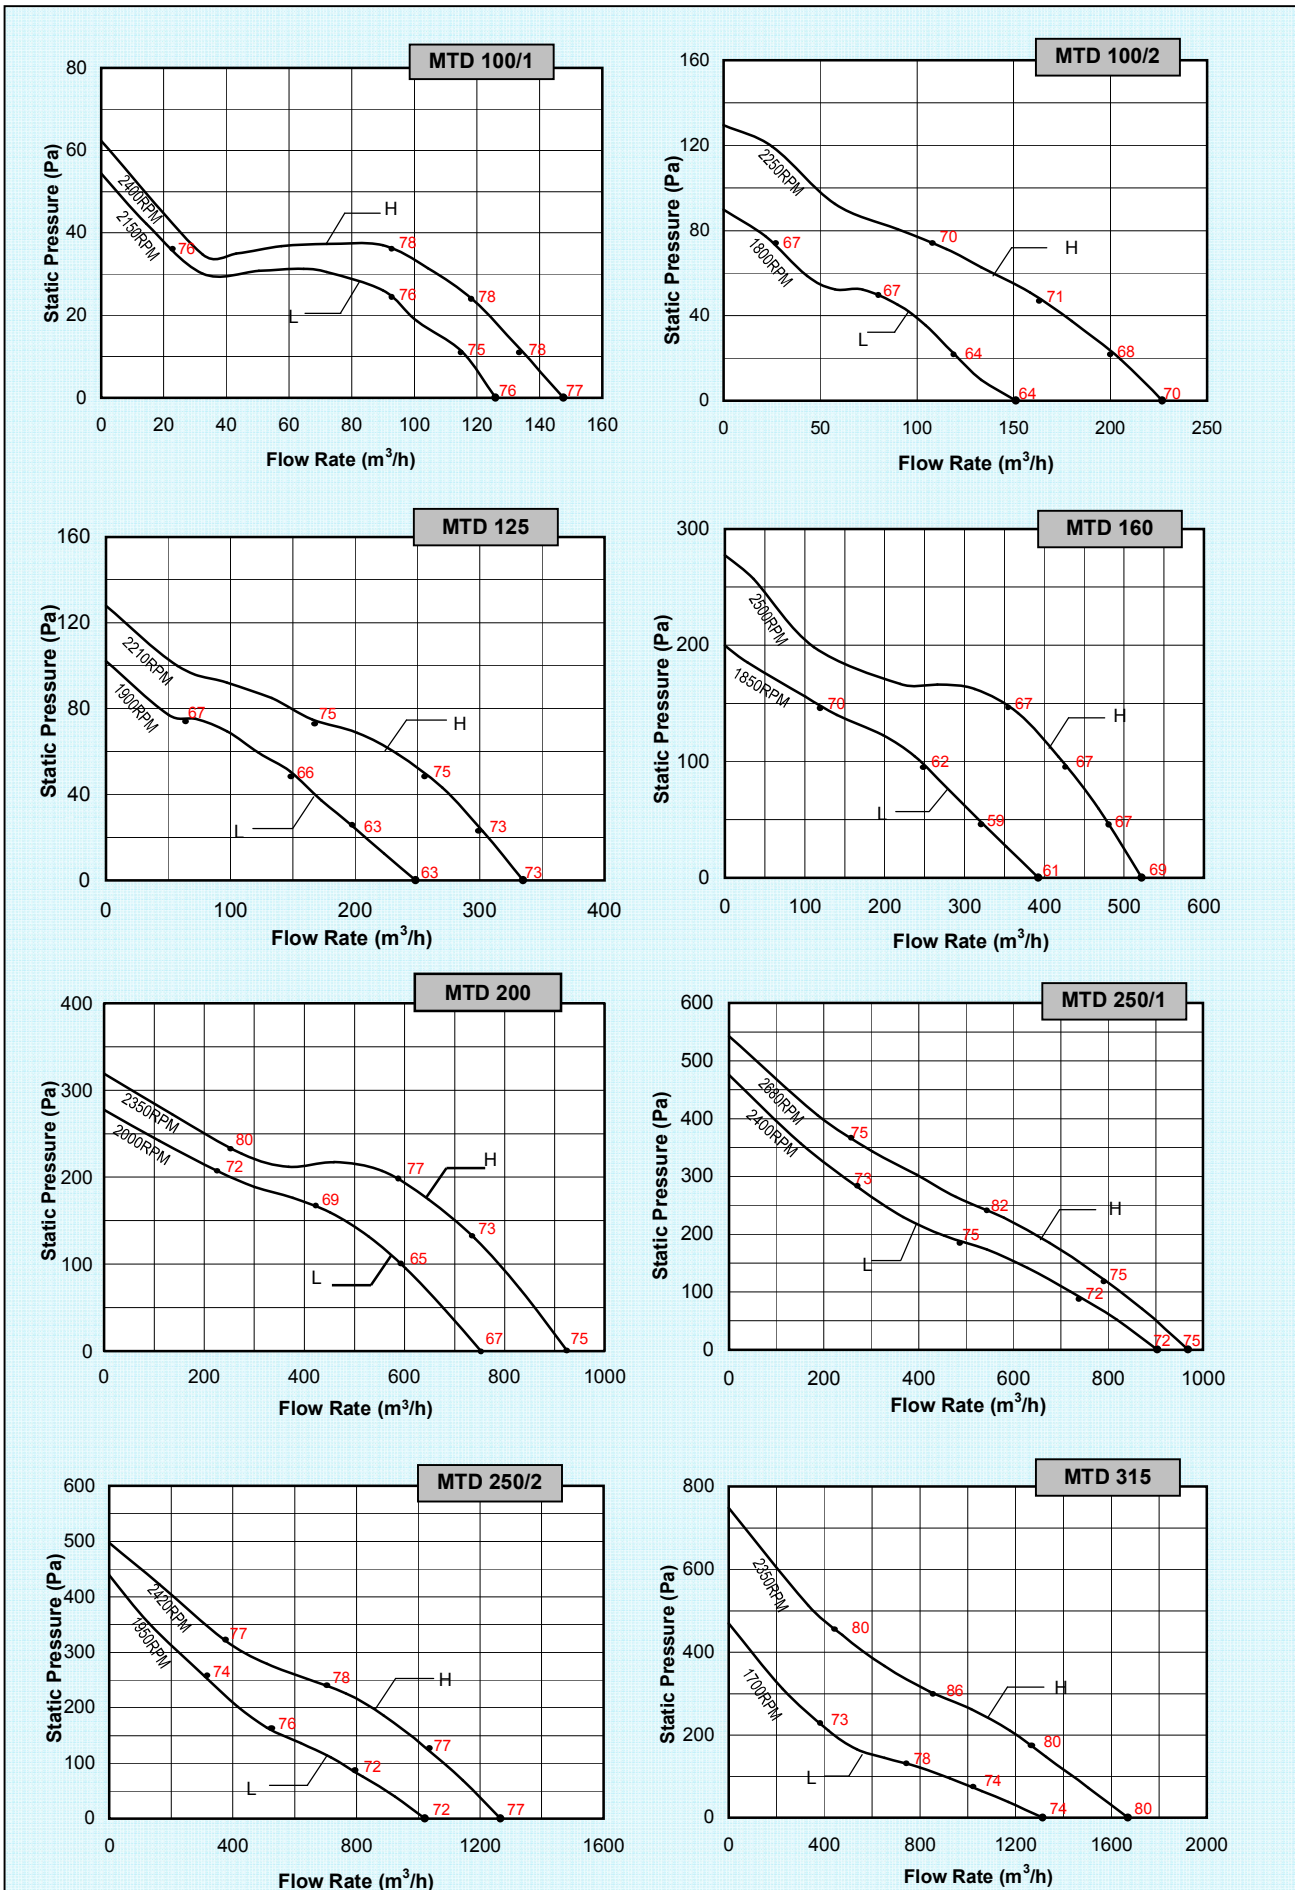 MTD 100/1
Static Pressure (Pa)
80
60
40
20
0
2400RPM
2150RPM
H
L
76
78
78
78
77
76
75
76
0 20 40 60 80 100 120 140 160
Flow Rate (m³/h)
MTD 100/2
Static Pressure (Pa)
160
120
80
40
0
2250RPM
1800RPM
H
L
70
71
68
70
67
67
64
64
0 50 100 150 200 250
Flow Rate (m³/h)
MTD 125
Static Pressure (Pa)
160
120
80
40
0
2210RPM
1900RPM
H
L
75
75
73
73
67
66
63
63
0 100 200 300 400
Flow Rate (m³/h)
MTD 160
Static Pressure (Pa)
300
200
100
0
2500RPM
1850RPM
H
L
67
67
67
69
70
62
59
61
0 100 200 300 400 500 600
Flow Rate (m³/h)
MTD 200
Static Pressure (Pa)
400
300
200
100
0
2350RPM
2000RPM
H
L
80
77
73
75
72
69
65
67
0 200 400 600 800 1000
Flow Rate (m³/h)
MTD 250/1
Static Pressure (Pa)
600
500
400
300
200
100
0
2680RPM
2400RPM
H
L
75
82
75
75
73
75
72
72
0 200 400 600 800 1000
Flow Rate (m³/h)
MTD 250/2
Static Pressure (Pa)
600
500
400
300
200
100
0
2420RPM
1950RPM
H
L
77
78
77
77
74
76
72
72
0 400 800 1200 1600
Flow Rate (m³/h)
MTD 315
Static Pressure (Pa)
800
600
400
200
0
2350RPM
1700RPM
H
L
80
86
80
80
73
78
74
74
0 400 800 1200 1600 2000
Flow Rate (m³/h)